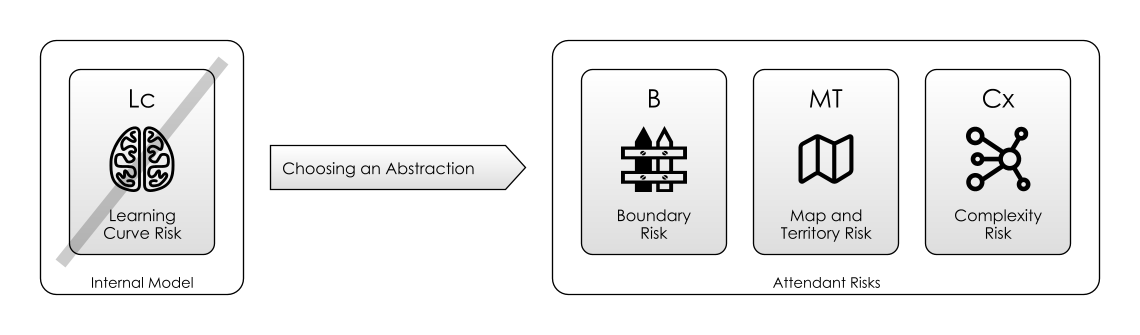 Lc
Learning
Curve Risk
Internal Model
Choosing an Abstraction
B
Boundary
Risk
MT
Map and
Territory Risk
Cx
Complexity
Risk
Attendant Risks